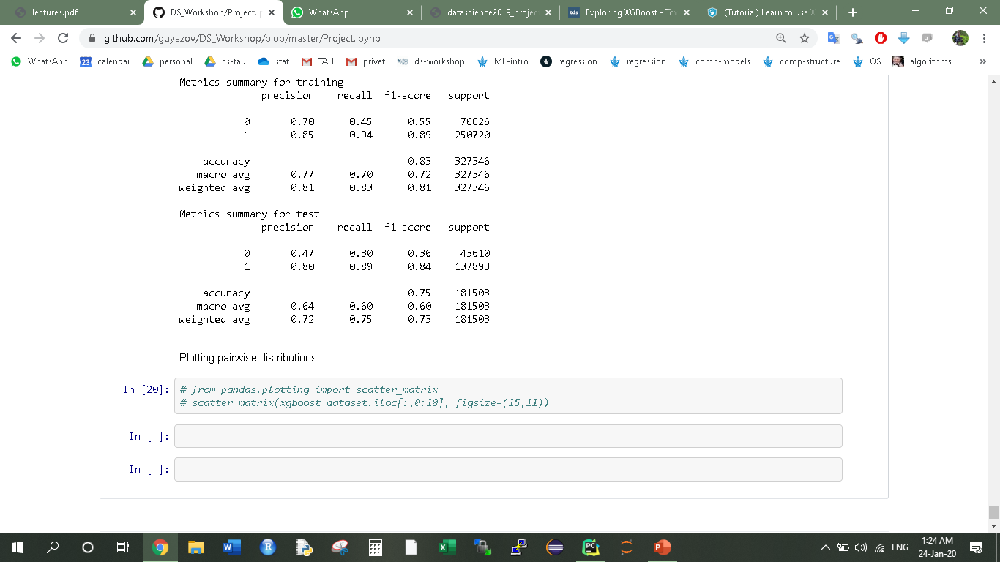 lectures.pdf
DS_Workshop/Project.ip
WhatsApp
datascience2019_projec
tds
Exploring XGBoost - Tow
(Tutorial) Learn to use X
github.com/guyazov/DS_Workshop/blob/master/Project.ipynb
WhatsApp
23
calendar
personal
cs-tau
stat
TAU
privet
ds-workshop
ML-intro
regression
regression
comp-models
comp-structure
OS
algorithms
»
Metrics summary for training
precision recall f1-score support
0 0.70 0.45 0.55 76626
1 0.85 0.94 0.89 250720
accuracy 0.83 327346
macro avg 0.77 0.70 0.72 327346
weighted avg 0.81 0.83 0.81 327346
Metrics summary for test
precision recall f1-score support
0 0.47 0.30 0.36 43610
1 0.80 0.89 0.84 137893
accuracy 0.75 181503
macro avg 0.64 0.60 0.60 181503
weighted avg 0.72 0.75 0.73 181503
Plotting pairwise distributions
In [20]:
# from pandas.plotting import scatter_matrix
# scatter_matrix(xgboost_dataset.iloc[:,0:10], figsize=(15,11))
In [ ]:
In [ ]:
ENG
1:24 AM
24-Jan-20